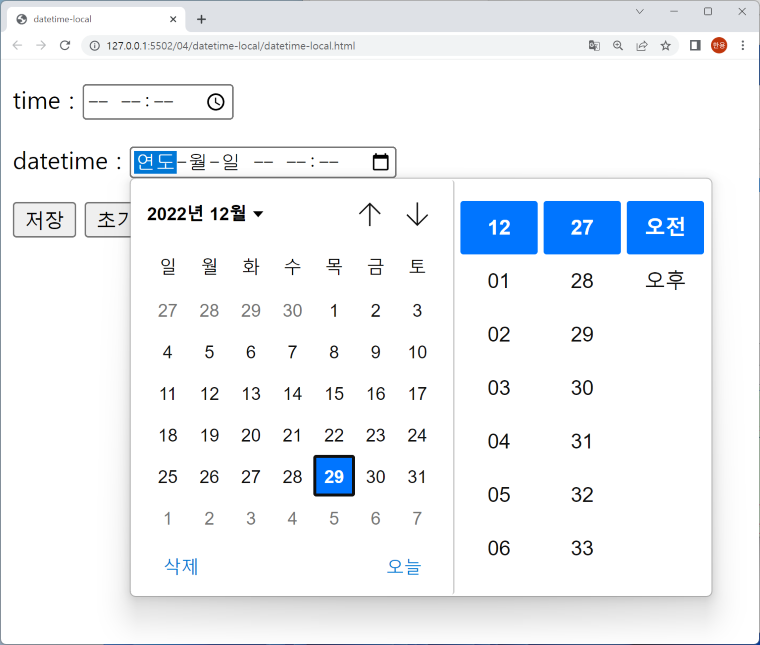 datetime-local
127.0.0.1:5502/04/datetime-local/datetime-local.html
한용
time : -- --:--
datetime : 연도-월-일 -- --:--
저장 초기
2022년 12월
일 월 화 수 목 금 토
27 28 29 30 1 2 3
4 5 6 7 8 9 10
11 12 13 14 15 16 17
18 19 20 21 22 23 24
25 26 27 28 29 30 31
1 2 3 4 5 6 7
삭제 오늘
12 27 오전
01 28 오후
02 29
03 30
04 31
05 32
06 33